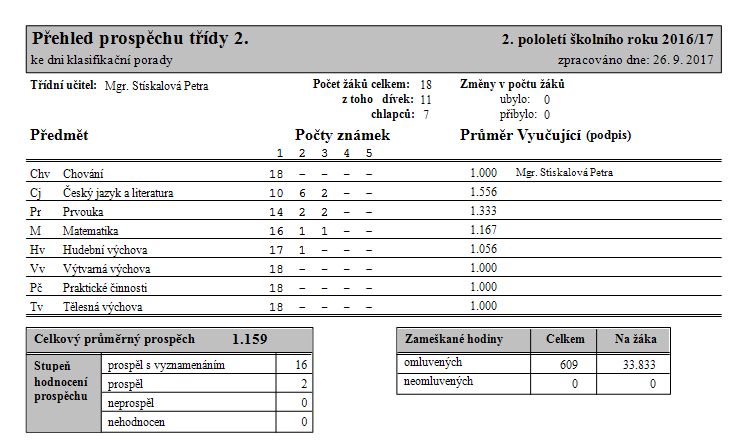 Přehled prospěchu třídy 2. 2. pololetí školního roku 2016/17
ke dni klasifikační porady zpracováno dne: 26. 9. 2017
Třídní učitel: Mgr. Stískalová Petra Počet žáků celkem: 18 Změny v počtu žáků
z toho dívek: 11 ubylo: 0
chlapců: 7 přibylo: 0
Předmět Počty známek Průměr Vyučující (podpis)
1 2 3 4 5
Chv Chování 18 – – – – 1.000 Mgr. Stískalová Petra
Cj Český jazyk a literatura 10 6 2 – – 1.556
Pr Prvouka 14 2 2 – – 1.333
M Matematika 16 1 1 – – 1.167
Hv Hudební výchova 17 1 – – – 1.056
Vv Výtvarná výchova 18 – – – – 1.000
Pč Praktické činnosti 18 – – – – 1.000
Tv Tělesná výchova 18 – – – – 1.000
Celkový průměrný prospěch 1.159 Zameškané hodiny Celkem Na žáka
Stupeň hodnocení prospěchu prospěl s vyznamenáním 16 omluvených 609 33.833
prospěl 2 neomluvených 0 0
neprospěl 0
nehodnocen 0